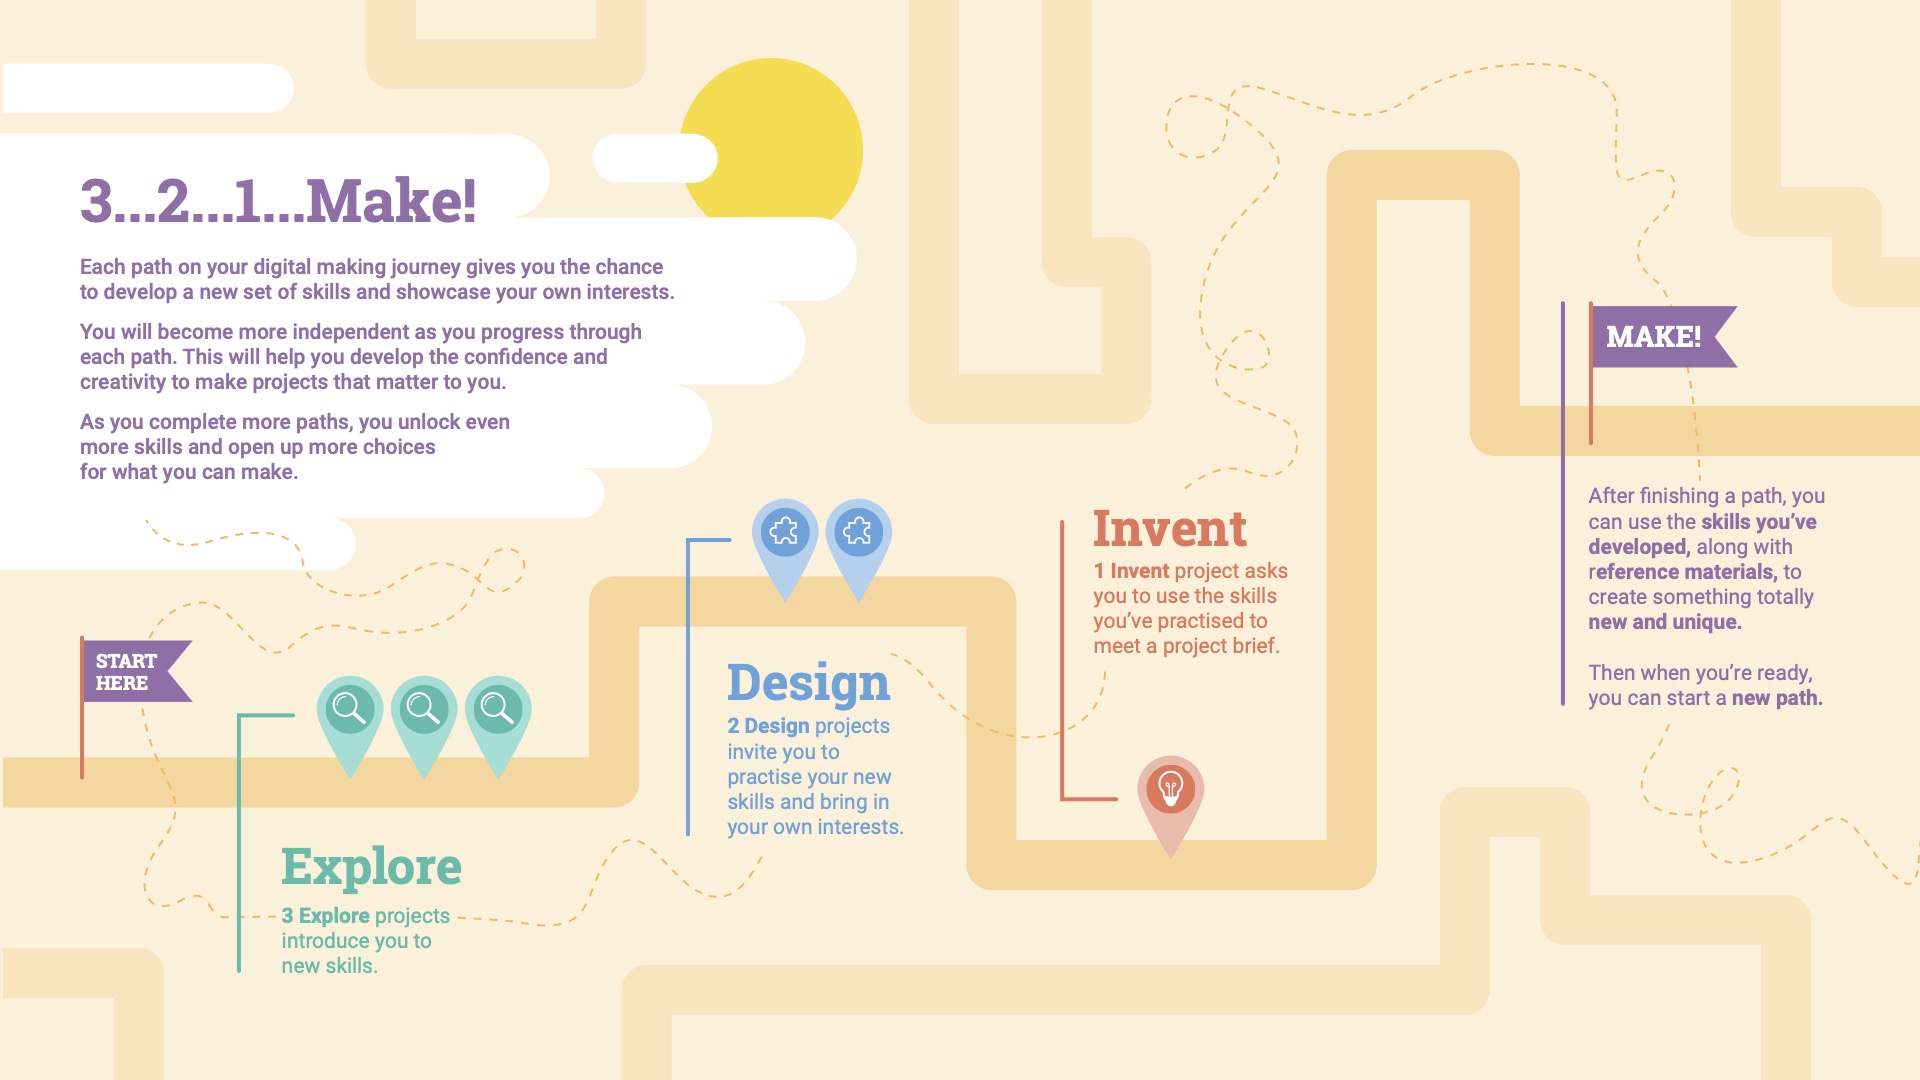 3...2...1...Make!
Each path on your digital making journey gives you the chance
to develop a new set of skills and showcase your own interests.
You will become more independent as you progress through
each path. This will help you develop the confidence and
creativity to make projects that matter to you.
As you complete more paths, you unlock even
more skills and open up more choices
for what you can make.
START
HERE
Explore
3 Explore projects
introduce you to
new skills.
Design
2 Design projects
invite you to
practise your new
skills and bring in
your own interests.
Invent
1 Invent project asks
you to use the skills
you've practised to
meet a project brief.
MAKE!
After finishing a path, you
can use the skills you've
developed, along with
reference materials, to
create something totally
new and unique.
Then when you're ready,
you can start a new path.